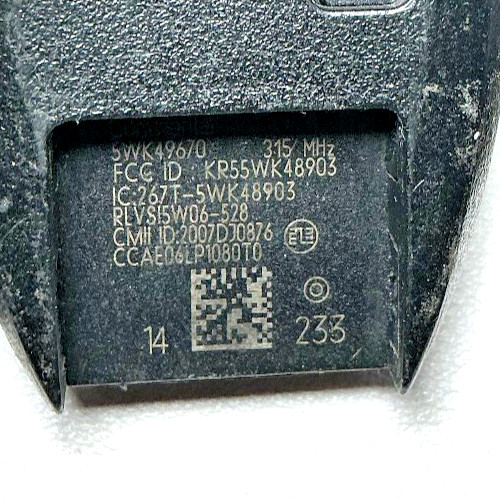 5WK49670 315 MHz
FCC ID KR55WK48903
IC:267T-5WK48903
RLVSI5W06-528
CMII ID:2007DJ0876
CCAE06LP1080T0
14 233